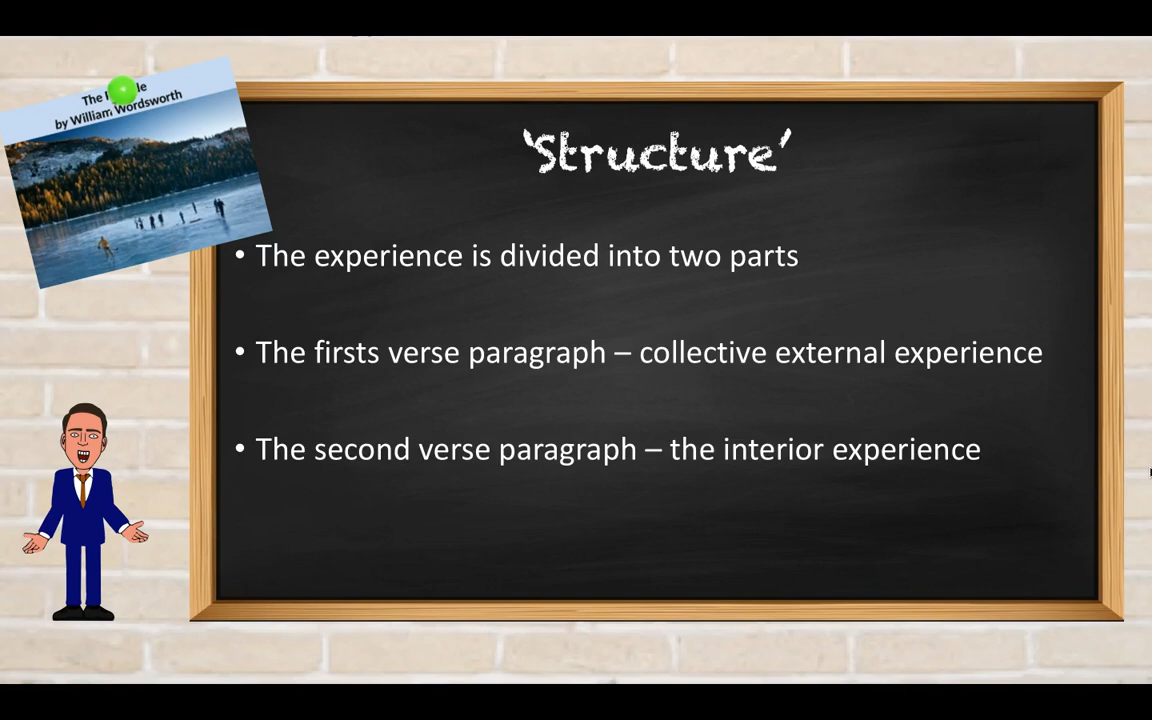 The le
by William Wordsworth
‘Structure’
• The experience is divided into two parts
• The firsts verse paragraph – collective external experience
• The second verse paragraph – the interior experience